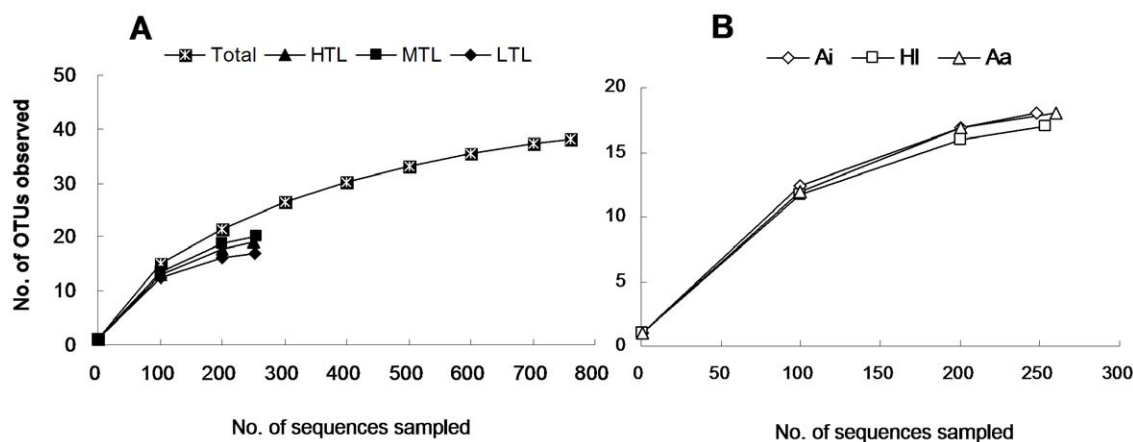 A
Total HTL MTL LTL
No. of OTUs observed
50
40
30
20
10
0
0 100 200 300 400 500 600 700 800
No. of sequences sampled
B
Ai Hl Aa
20
15
10
5
0
0 50 100 150 200 250 300
No. of sequences sampled